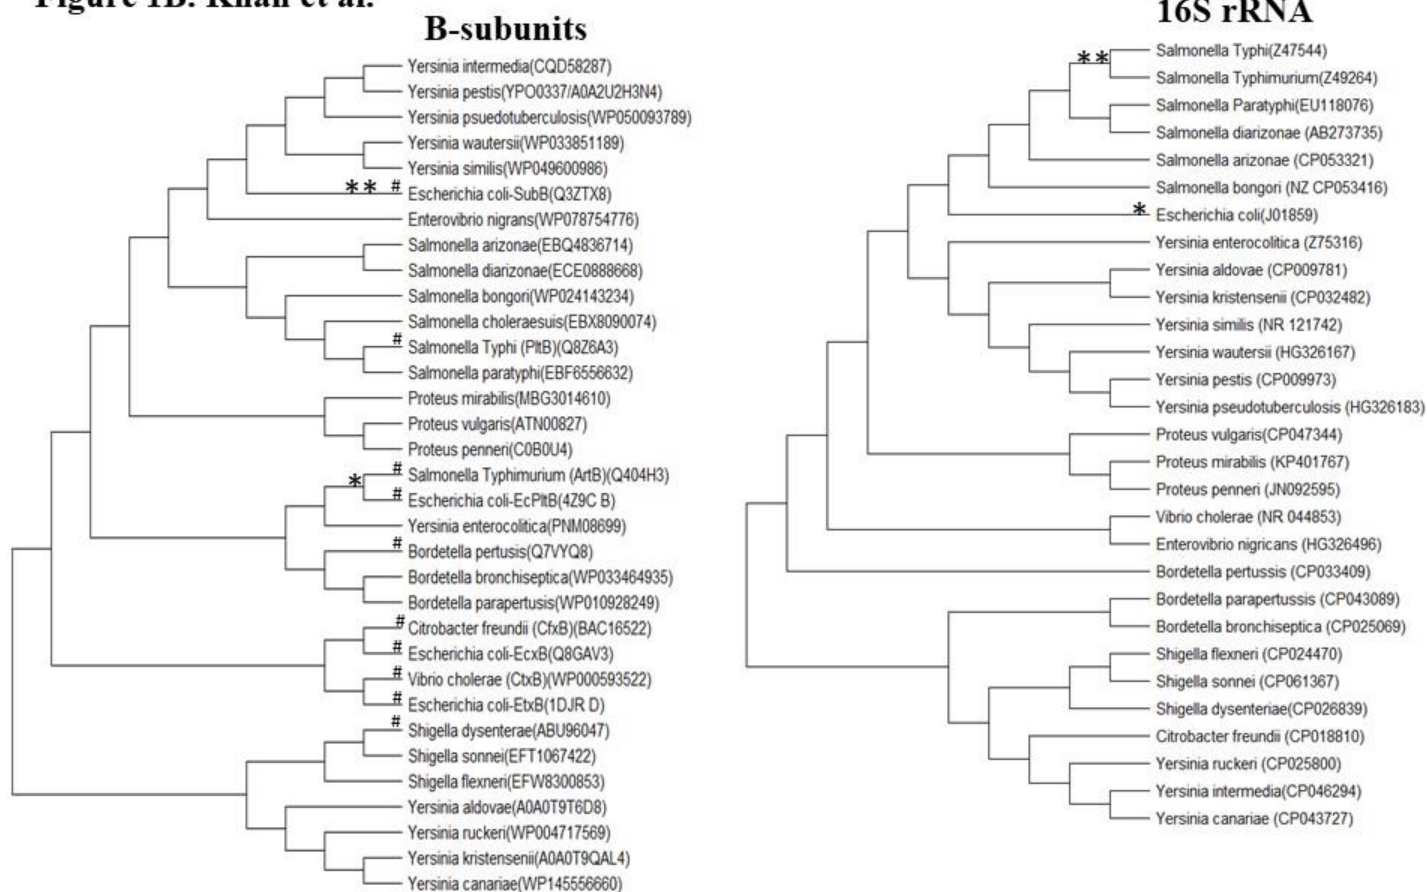 Figure 1B. Khan et al.
B-subunits
Yersinia intermedia(CQD58287)
Yersinia pestis(YPO0337/A0A2U2H3N4)
Yersinia psuedotuberculosis(WP050093789)
Yersinia wautersii(WP033851189)
Yersinia similis(WP049600986)
** # Escherichia coli-SubB(Q3ZTX8)
Enterovibrio nigrans(WP078754776)
Salmonella arizonae(EBQ4836714)
Salmonella diarizonae(ECE0888668)
Salmonella bongori(WP024143234)
Salmonella choleraesuis(EBX8090074)
# Salmonella Typhi (PltB)(Q8Z6A3)
Salmonella paratyphi(EBF6556632)
Proteus mirabilis(MBG3014610)
Proteus vulgaris(ATN00827)
Proteus penneri(C0B0U4)
# Salmonella Typhimurium (ArtB)(Q404H3)
* # Escherichia coli-EcPltB(4Z9C B)
Yersinia enterocolitica(PNM08699)
# Bordetella pertusis(Q7VYQ8)
Bordetella bronchiseptica(WP033464935)
Bordetella parapertusis(WP010928249)
# Citrobacter freundii (CfxB)(BAC16522)
# Escherichia coli-EcxB(Q8GAV3)
# Vibrio cholerae (CtxB)(WP000593522)
# Escherichia coli-EtxB(1DJR D)
# Shigella dysenterae(ABU96047)
Shigella sonnei(EFT1067422)
Shigella flexneri(EFW8300853)
Yersinia aldovae(A0A0T9T6D8)
Yersinia ruckeri(WP004717569)
Yersinia kristensenii(A0A0T9QAL4)
Yersinia canariae(WP145556660)
16S rRNA
** Salmonella Typhi(Z47544)
Salmonella Typhimurium(Z49264)
Salmonella Paratyphi(EU118076)
Salmonella diarizonae (AB273735)
Salmonella arizonae (CP053321)
Salmonella bongori (NZ CP053416)
* Escherichia coli(J01859)
Yersinia enterocolitica (Z75316)
Yersinia aldovae (CP009781)
Yersinia kristensenii (CP032482)
Yersinia similis (NR 121742)
Yersinia wautersii (HG326167)
Yersinia pestis (CP009973)
Yersinia pseudotuberculosis (HG326183)
Proteus vulgaris(CP047344)
Proteus mirabilis (KP401767)
Proteus penneri (JN092595)
Vibrio cholerae (NR 044853)
Enterovibrio nigricans (HG326496)
Bordetella pertussis (CP033409)
Bordetella parapertussis (CP043089)
Bordetella bronchiseptica (CP025069)
Shigella flexneri (CP024470)
Shigella sonnei (CP061367)
Shigella dysenteriae(CP026839)
Citrobacter freundii (CP018810)
Yersinia ruckeri (CP025800)
Yersinia intermedia(CP046294)
Yersinia canariae (CP043727)